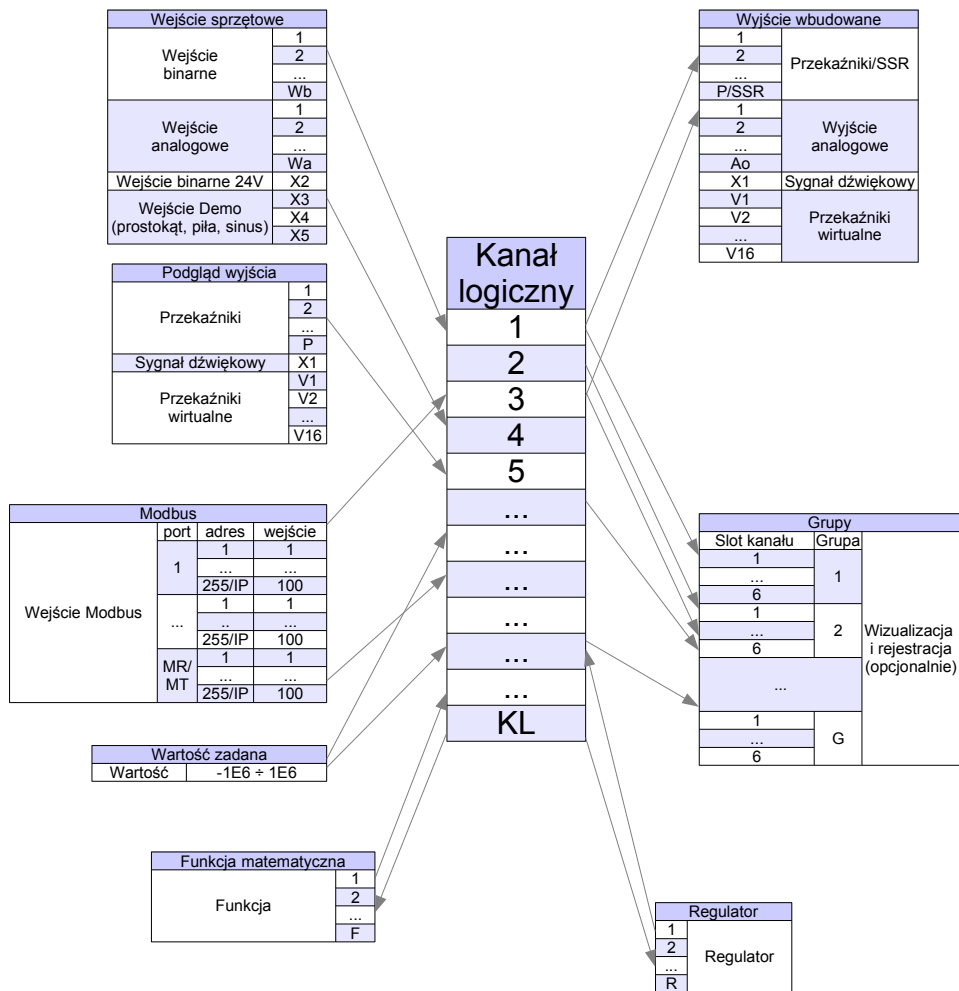 Wejście sprzętowe
Wejście
binarne
1
2
...
Wb
Wejście
analogowe
1
2
...
Wa
Wejście binarne 24V
X2
Wejście Demo
(prostokąt, piła, sinus)
X3
X4
X5
Podgląd wyjścia
Przekaźniki
1
2
...
P
Sygnał dźwiękowy
X1
Przekaźniki
wirtualne
V1
V2
...
V16
Modbus
port adres wejście
Wejście Modbus
1
1 1
... ...
255/IP 100
...
1 1
.. ...
255/IP 100
MR/
MT
1 1
... ...
255/IP 100
Wartość zadana
Wartość -1E6 ÷ 1E6
Funkcja matematyczna
Funkcja
1
2
...
F
Kanał
logiczny
1
2
3
4
5
...
...
...
...
...
...
KL
Wyjście wbudowane
1
2
...
P/SSR
Przekaźniki/SSR
1
2
...
Ao
Wyjście
analogowe
X1
Sygnał dźwiękowy
V1
V2
...
V16
Przekaźniki
wirtualne
Grupy
Slot kanału Grupa
1
...
6
1
1
...
6
2
...
1
...
6
G
Wizualizacja
i rejestracja
(opcjonalnie)
Regulator
1
2
...
R
Regulator